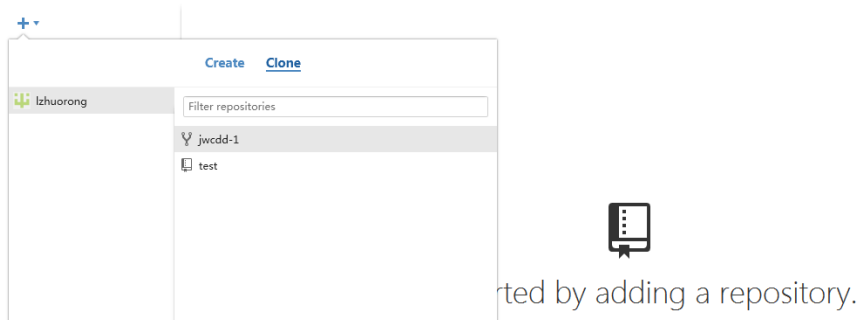 Create Clone
lzhuorong
Filter repositories
jwcdd-1
test
rted by adding a repository.